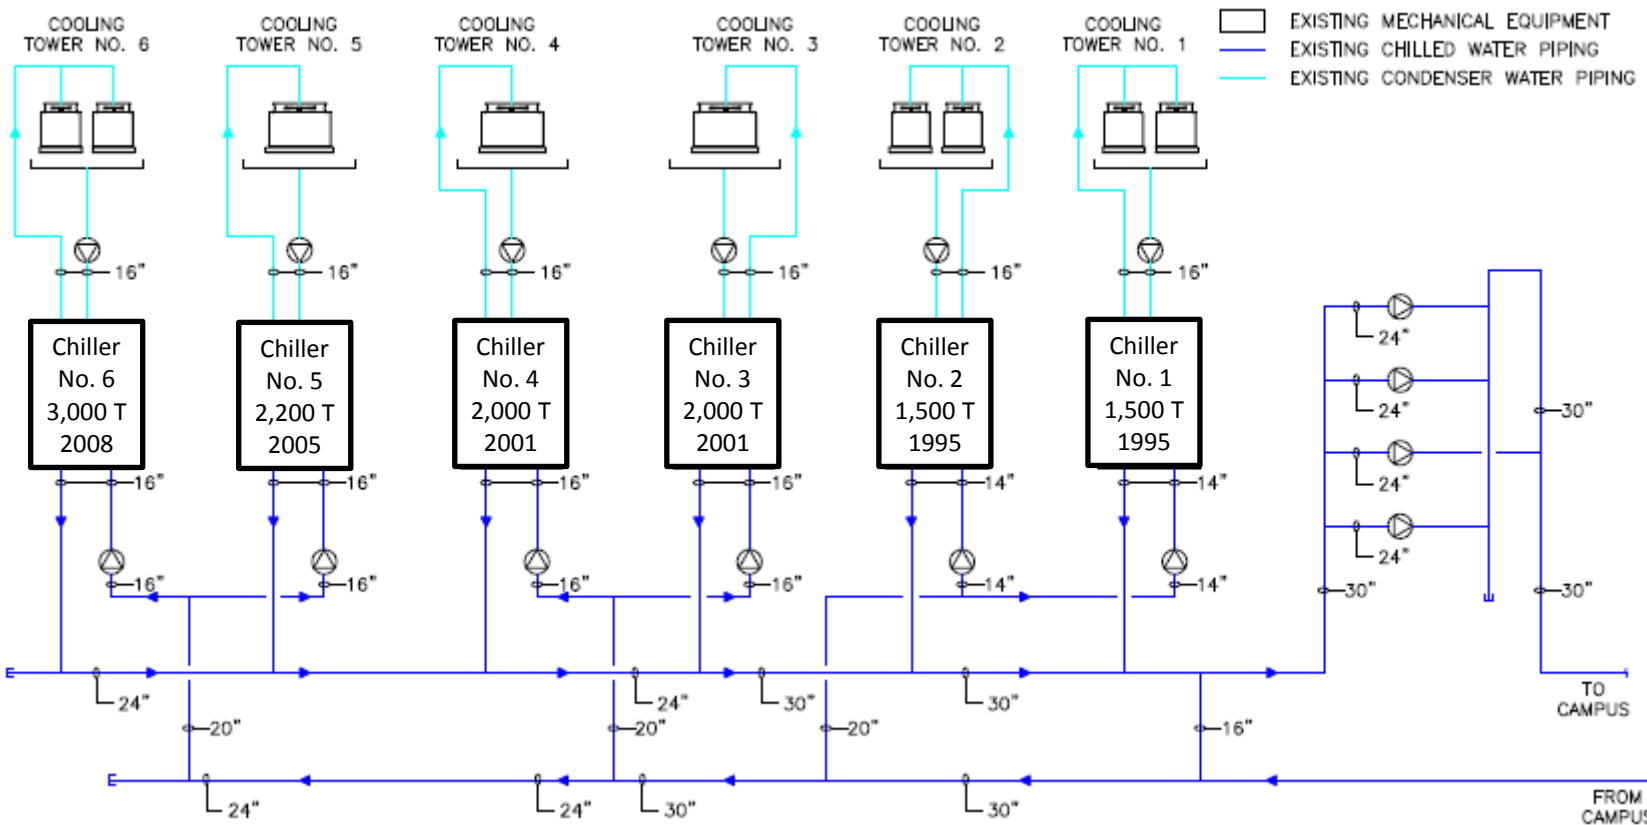 COOLING
TOWER NO. 6
COOLING
TOWER NO. 5
COOLING
TOWER NO. 4
COOLING
TOWER NO. 3
COOLING
TOWER NO. 2
COOLING
TOWER NO. 1
EXISTING MECHANICAL EQUIPMENT
EXISTING CHILLED WATER PIPING
EXISTING CONDENSER WATER PIPING
16"
16"
16"
16"
16"
16"
Chiller
No. 6
3,000 T
2008
Chiller
No. 5
2,200 T
2005
Chiller
No. 4
2,000 T
2001
Chiller
No. 3
2,000 T
2001
Chiller
No. 2
1,500 T
1995
Chiller
No. 1
1,500 T
1995
24"
24"
24"
24"
30"
30"
30"
16"
16"
16"
16"
14"
14"
16"
16"
16"
16"
14"
14"
24"
24"
30"
30"
TO
CAMPUS
20"
20"
20"
16"
24"
24"
30"
30"
FROM
CAMPUS